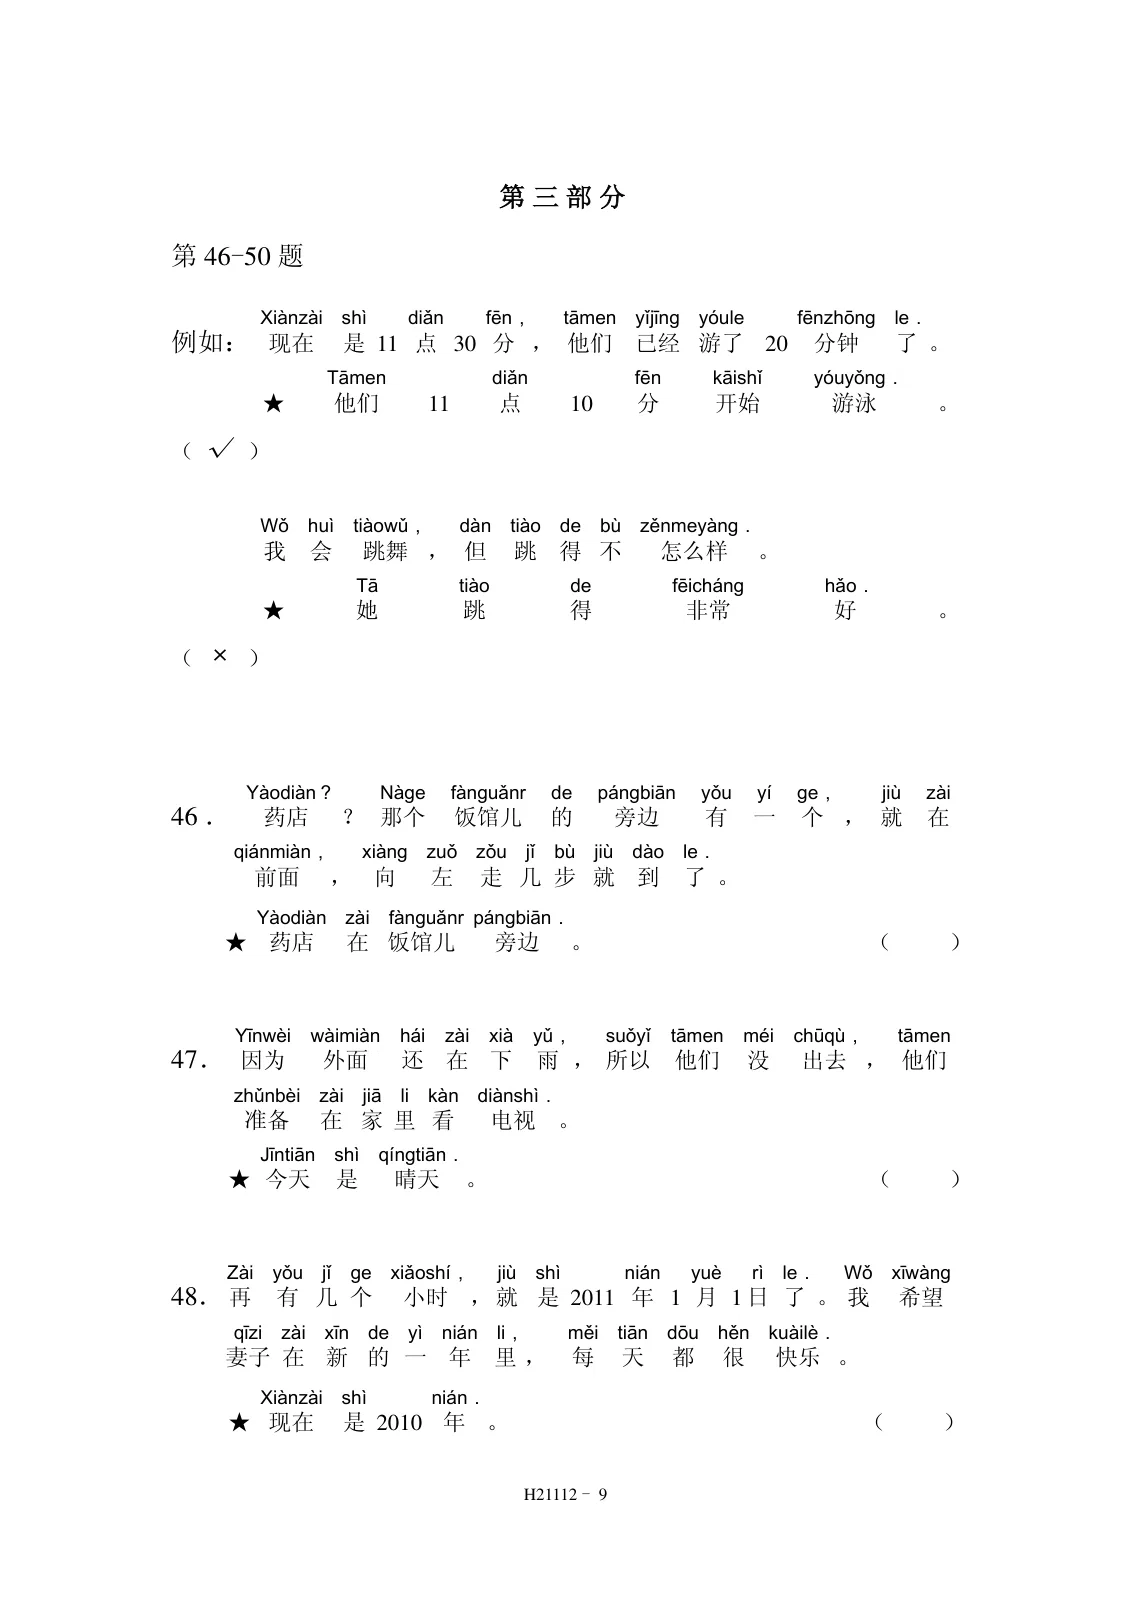 第三部分
第 46-50 题
Xiànzài shì diǎn fēn, tāmen yǐjīng yóule fēnzhōng le.
例如： 现在 是 11 点 30 分， 他们 已经 游了 20 分钟 了。
Tāmen diǎn fēn kāishǐ yóuyǒng.
★ 他们 11 点 10 分 开始 游泳 。
（ √ ）
Wǒ huì tiàowǔ, dàn tiào de bù zěnmeyàng.
我 会 跳舞 ， 但 跳 得 不 怎么样 。
Tā tiào de fēicháng hǎo.
★ 她 跳 得 非常 好 。
（ × ）
Yàodiàn? Nàge fànguǎnr de pángbiān yǒu yí ge, jiù zài
46． 药店 ？ 那个 饭馆儿 的 旁边 有 一 个 ， 就 在
qiánmiàn, xiàng zuǒ zǒu jǐ bù jiù dào le.
前面 ， 向 左 走 几 步 就 到 了 。
Yàodiàn zài fànguǎnr pángbiān.
★ 药店 在 饭馆儿 旁边 。 （ ）
Yīnwèi wàimiàn hái zài xià yǔ, suǒyǐ tāmen méi chūqù, tāmen
47． 因为 外面 还 在 下 雨 ， 所以 他们 没 出去 ， 他们
zhǔnbèi zài jiā li kàn diànshì.
准备 在 家 里 看 电视 。
Jīntiān shì qíngtiān.
★ 今天 是 晴天 。 （ ）
Zài yǒu jǐ ge xiǎoshí, jiù shì nián yuè rì le. Wǒ xīwàng
48． 再 有 几 个 小时 ，就 是 2011 年 1 月 1日 了 。我 希望
qīzi zài xīn de yì nián li, měi tiān dōu hěn kuàilè.
妻子 在 新 的 一 年 里， 每 天 都 很 快乐 。
Xiànzài shì nián.
★ 现在 是 2010 年 。 （ ）
H21112 - 9